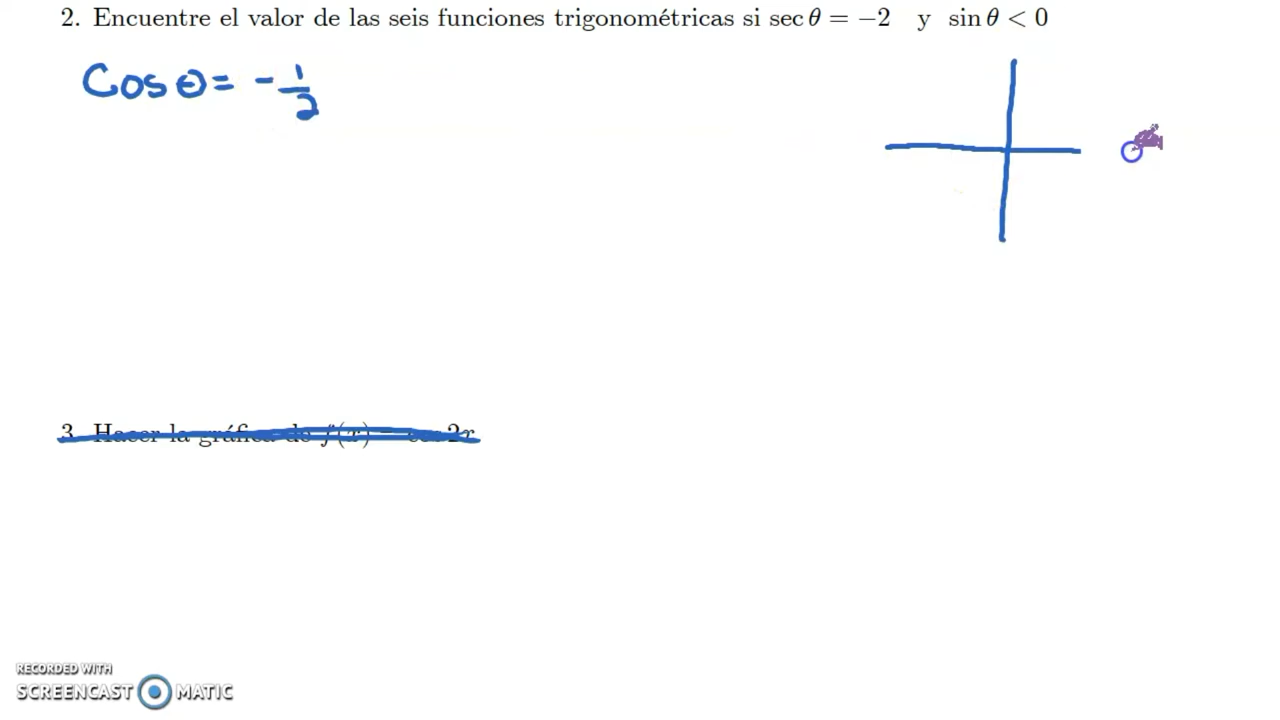 2. Encuentre el valor de las seis funciones trigonométricas si sec θ = −2 y sin θ < 0
Cos θ = - 1/2
3. Hacer la gráfica de f(x) = cos 2x
RECORDED WITH
SCREENCAST MATIC